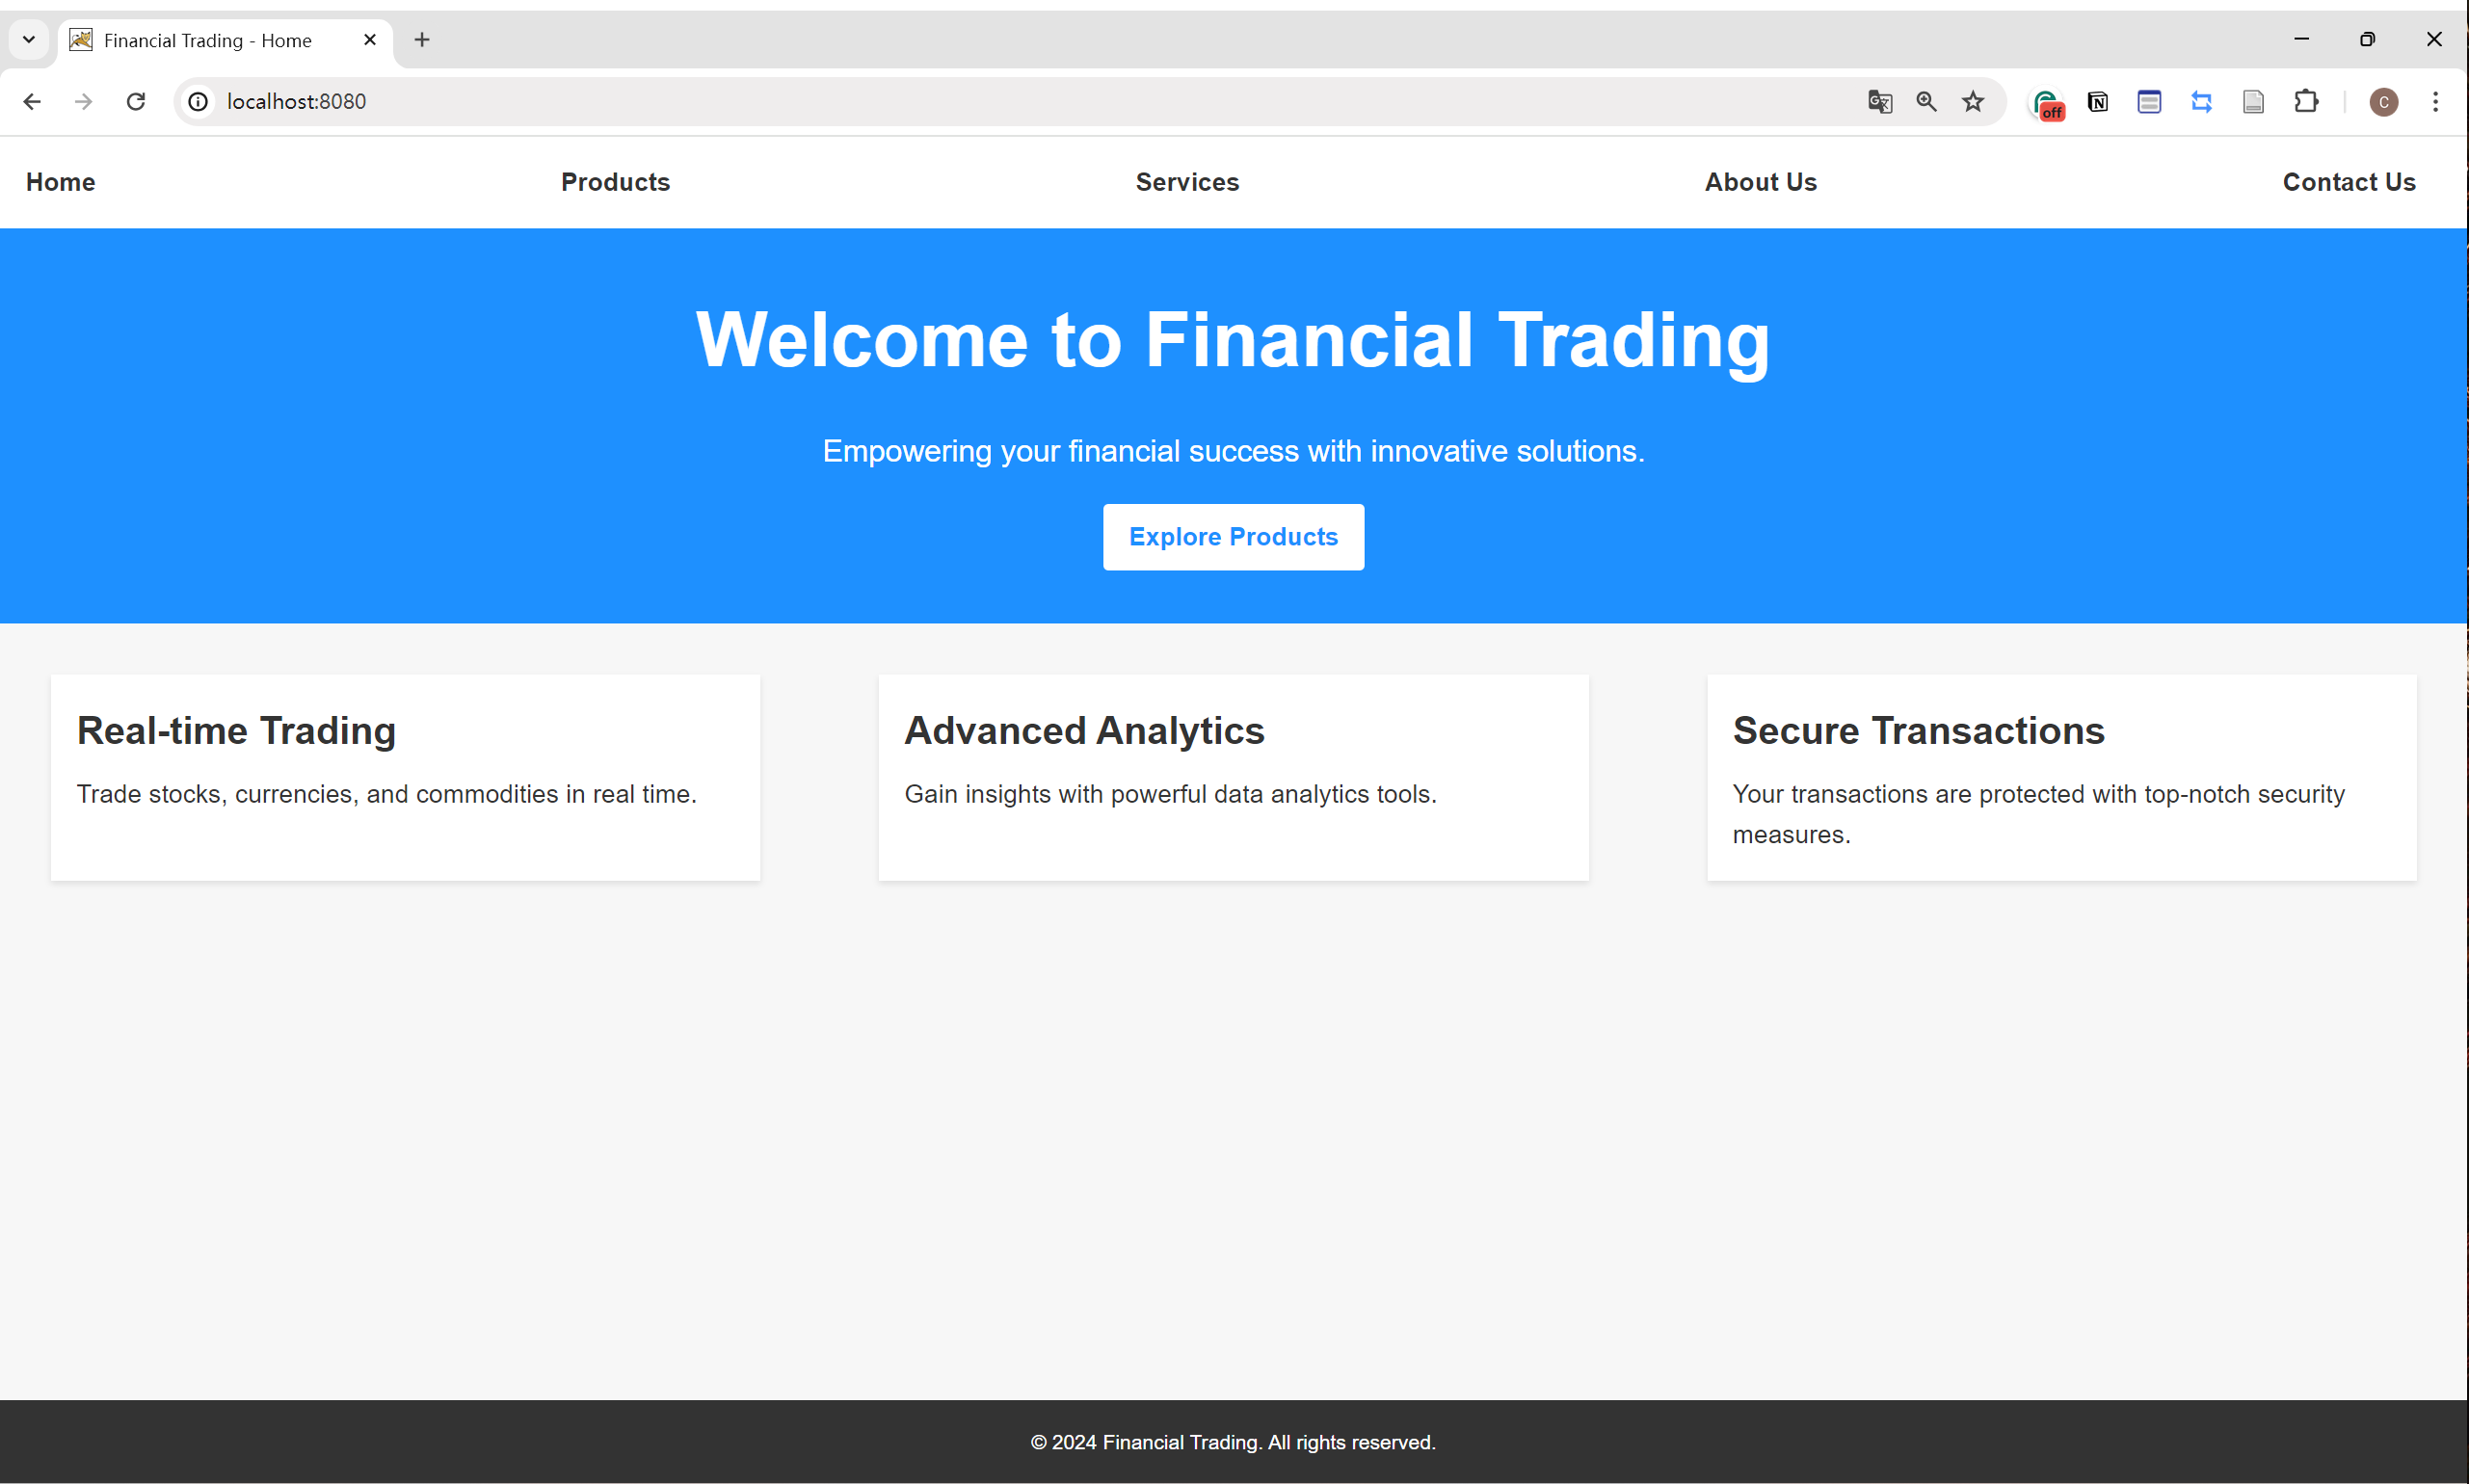 Financial Trading - Home
localhost:8080
off
N
C
Home Products Services About Us Contact Us
Welcome to Financial Trading
Empowering your financial success with innovative solutions.
Explore Products
Real-time Trading
Trade stocks, currencies, and commodities in real time.
Advanced Analytics
Gain insights with powerful data analytics tools.
Secure Transactions
Your transactions are protected with top-notch security
measures.
© 2024 Financial Trading. All rights reserved.